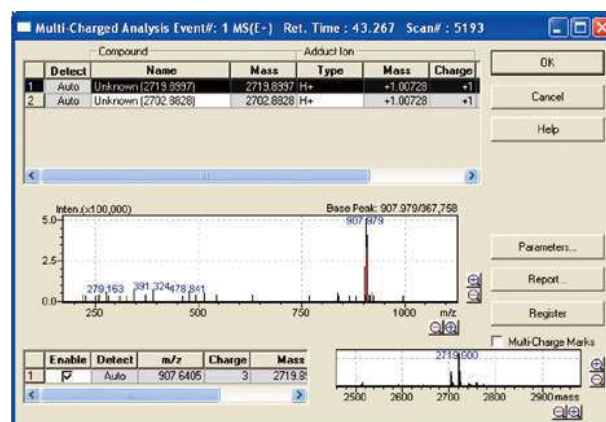 Multi-Charged Analysis Event#: 1 MS(E-) Ret. Time : 43.267 Scan# : 5193
Compound Adduct Ion
Detect Name Mass Type Mass Charge
1 Auto Unknown (2719.8997) 2719.8997 H+ +1.00728 +1
2 Auto Unknown (2702.8828) 2702.8828 H+ +1.00728 +1
OK
Cancel
Help
Inten.(x100,000) Base Peak: 907.979/367,758
5.0
2.5
0.0
907.979
279.163 391.324 478.841
250 500 750 1000 m/z
Parameters...
Report...
Register
Multi-Charge Marks
Enable Detect m/z Charge Mass
1 Auto 907.6405 3 2719.89
2719.900
2500 2600 2700 2800 2900 mass